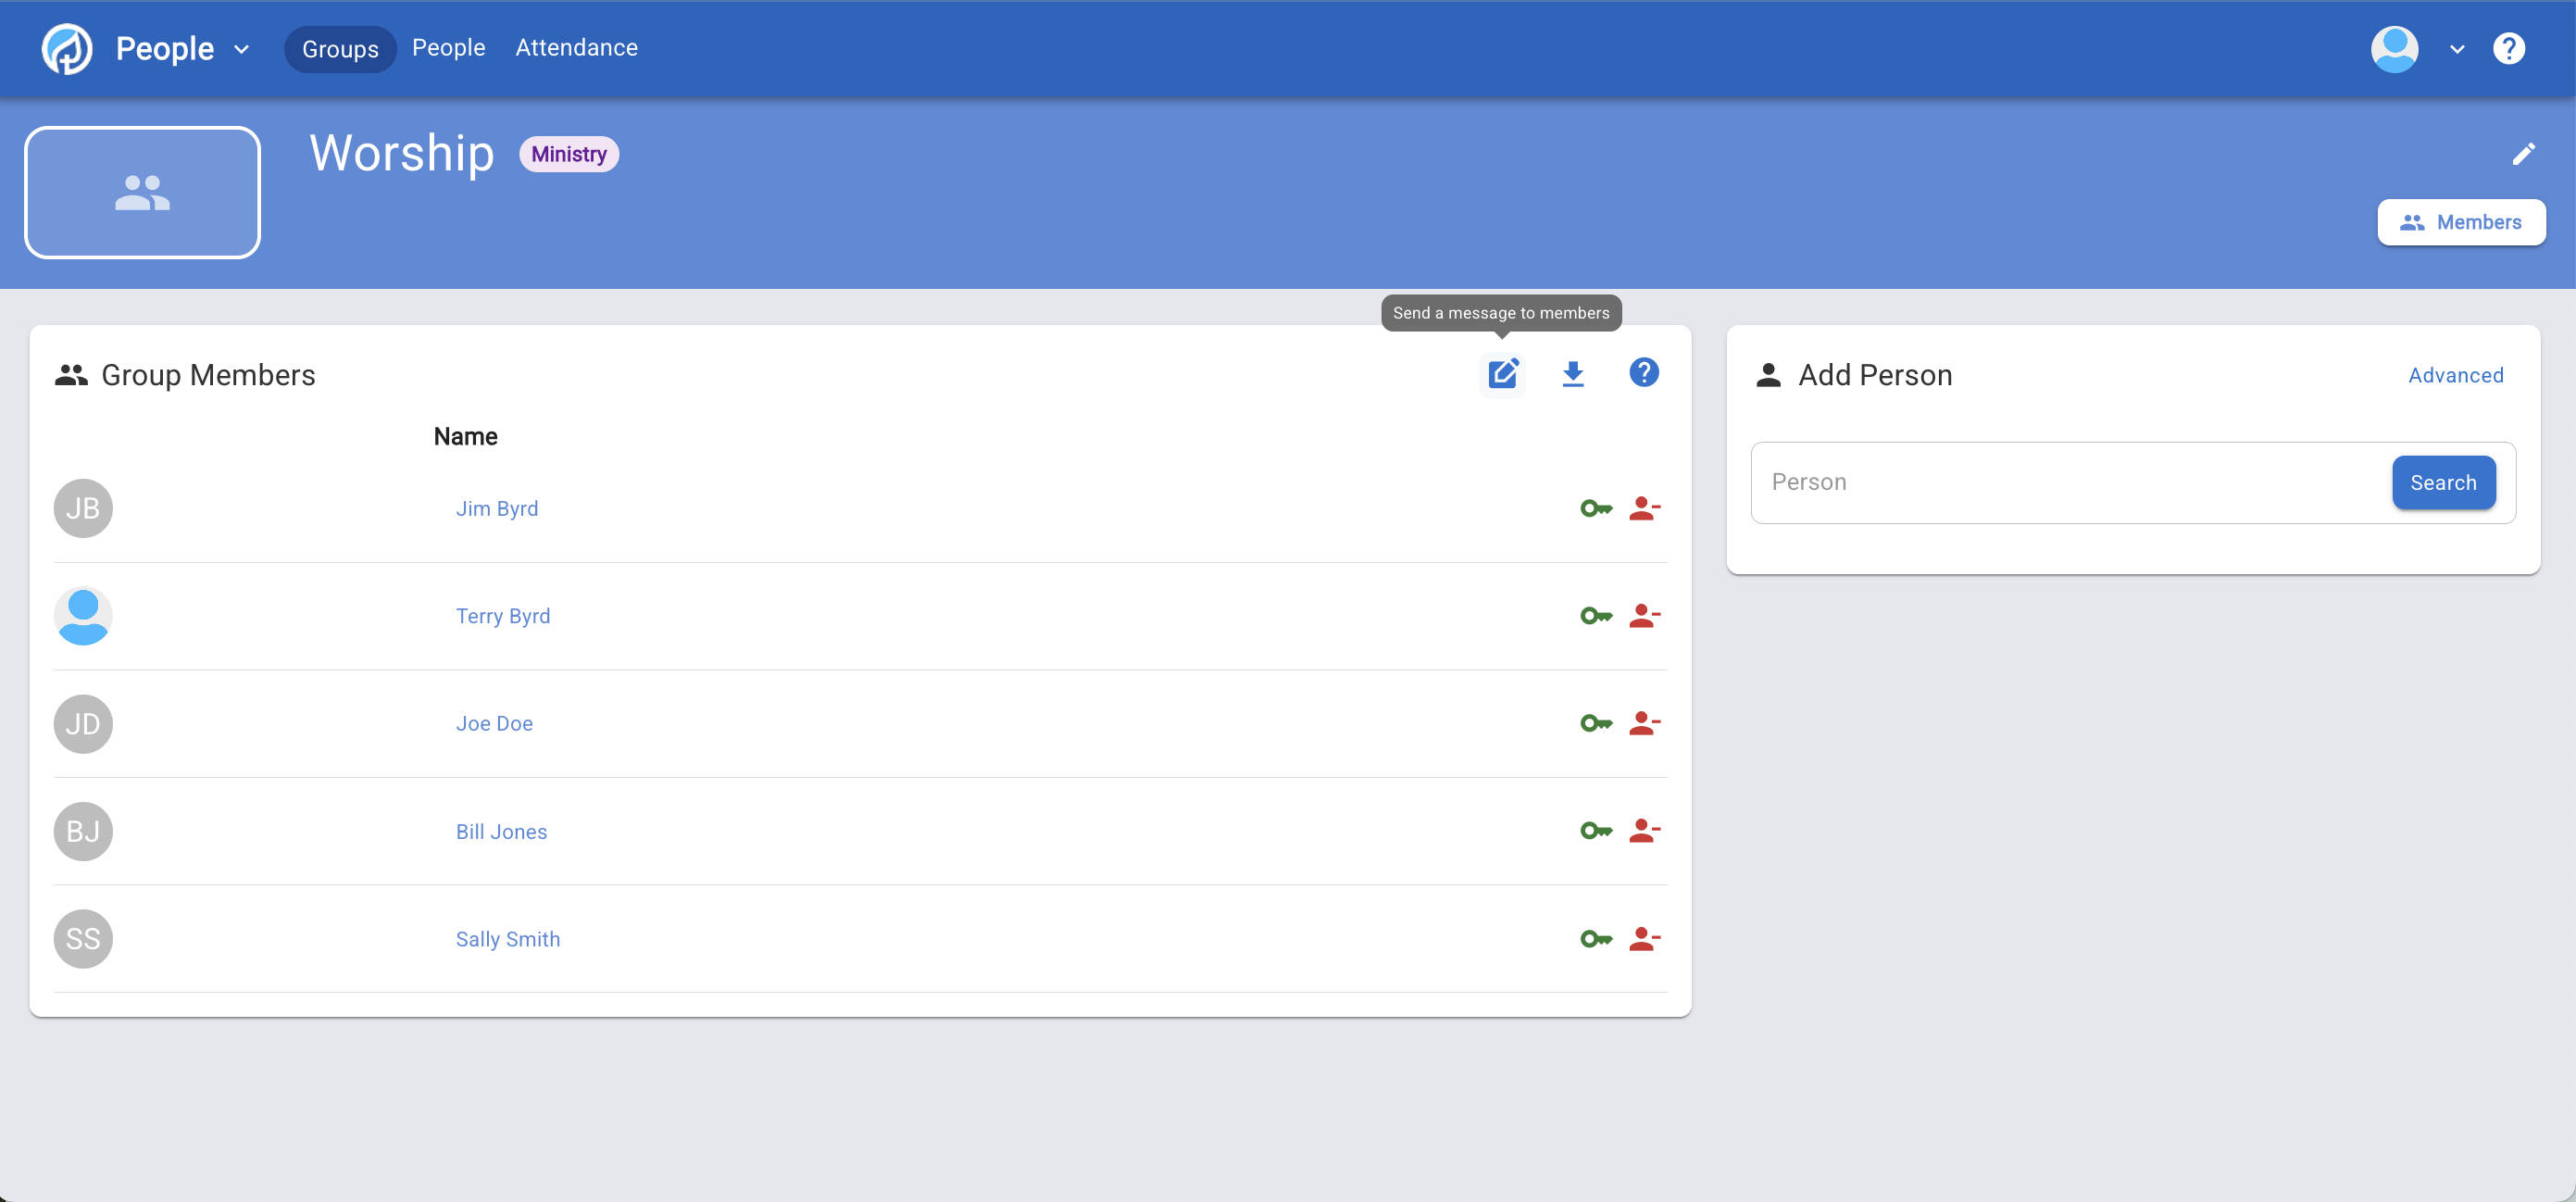 People
Groups
People
Attendance
Worship
Ministry
Members
Send a message to members
Group Members
Name
JB
Jim Byrd
Terry Byrd
JD
Joe Doe
BJ
Bill Jones
SS
Sally Smith
Add Person
Advanced
Person
Search